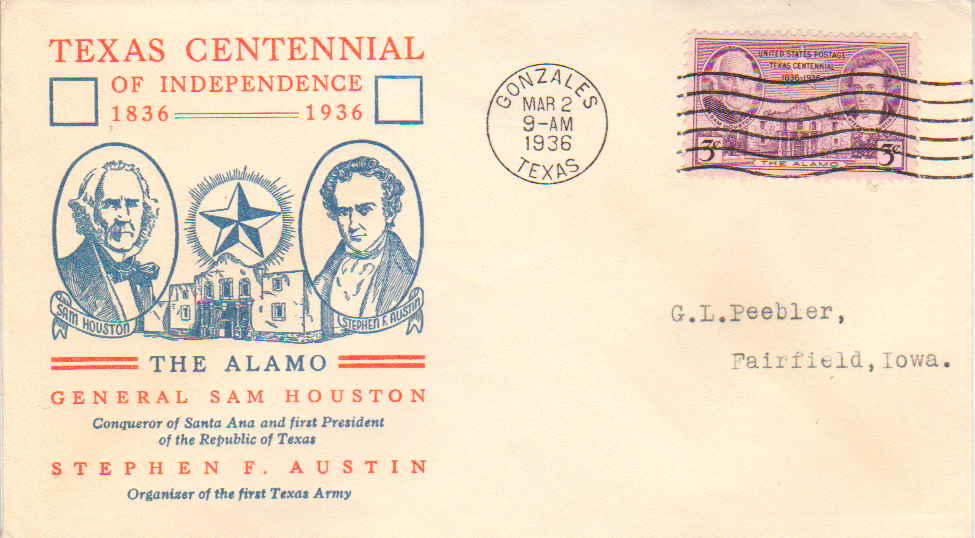 TEXAS CENTENNIAL
OF INDEPENDENCE
1836 1936
SAM HOUSTON
STEPHEN F. AUSTIN
THE ALAMO
GENERAL SAM HOUSTON
Conqueror of Santa Ana and first President
of the Republic of Texas
STEPHEN F. AUSTIN
Organizer of the first Texas Army
GONZALES
MAR 2
9-AM
1936
TEXAS
UNITED STATES POSTAGE
TEXAS CENTENNIAL
1836-1936
3c 3c
THE ALAMO
G.L.Peebler,
Fairfield, Iowa.